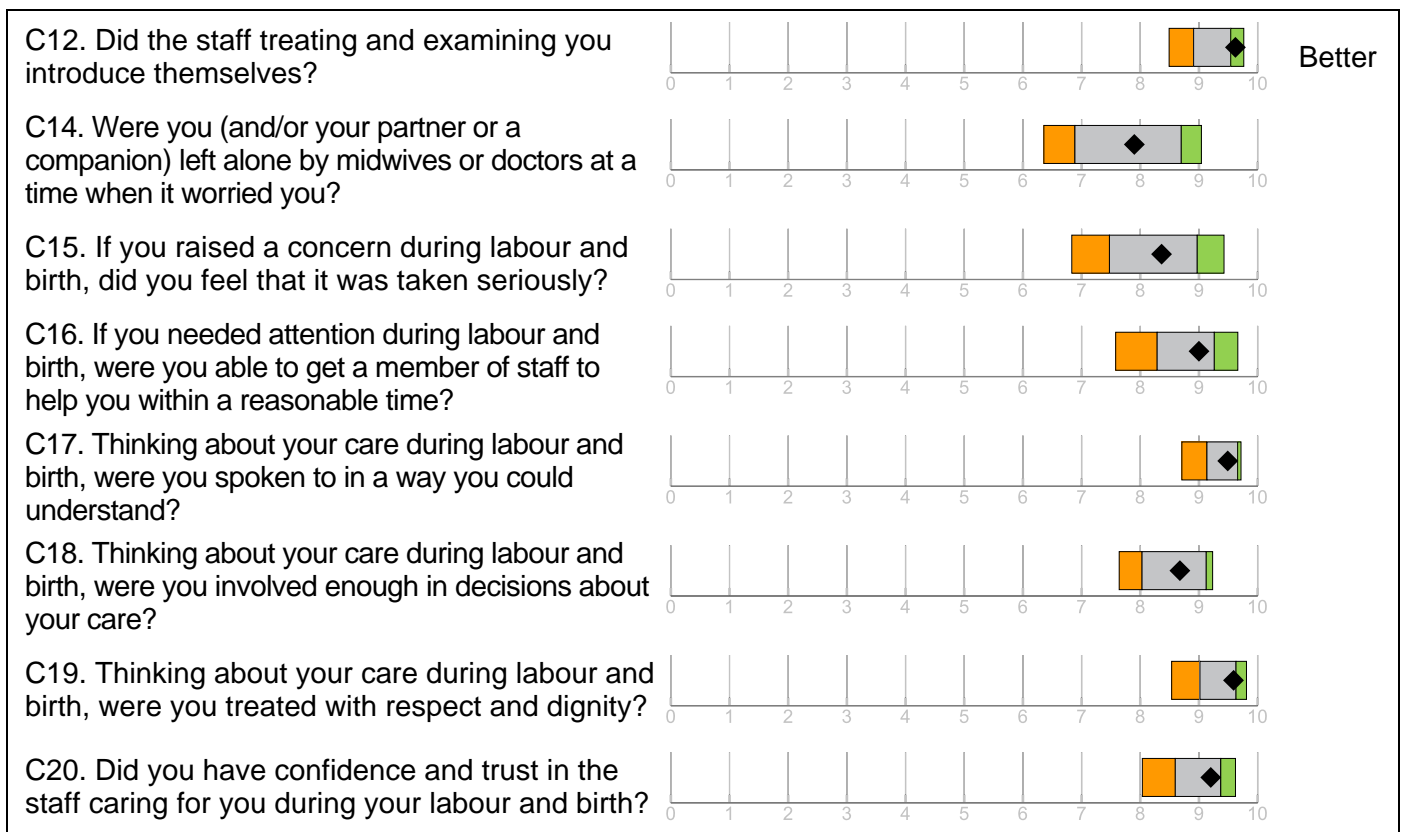 C12. Did the staff treating and examining you
introduce themselves?
Better
0 1 2 3 4 5 6 7 8 9 10
C14. Were you (and/or your partner or a
companion) left alone by midwives or doctors at a
time when it worried you?
0 1 2 3 4 5 6 7 8 9 10
C15. If you raised a concern during labour and
birth, did you feel that it was taken seriously?
0 1 2 3 4 5 6 7 8 9 10
C16. If you needed attention during labour and
birth, were you able to get a member of staff to
help you within a reasonable time?
0 1 2 3 4 5 6 7 8 9 10
C17. Thinking about your care during labour and
birth, were you spoken to in a way you could
understand?
0 1 2 3 4 5 6 7 8 9 10
C18. Thinking about your care during labour and
birth, were you involved enough in decisions about
your care?
0 1 2 3 4 5 6 7 8 9 10
C19. Thinking about your care during labour and
birth, were you treated with respect and dignity?
0 1 2 3 4 5 6 7 8 9 10
C20. Did you have confidence and trust in the
staff caring for you during your labour and birth?
0 1 2 3 4 5 6 7 8 9 10